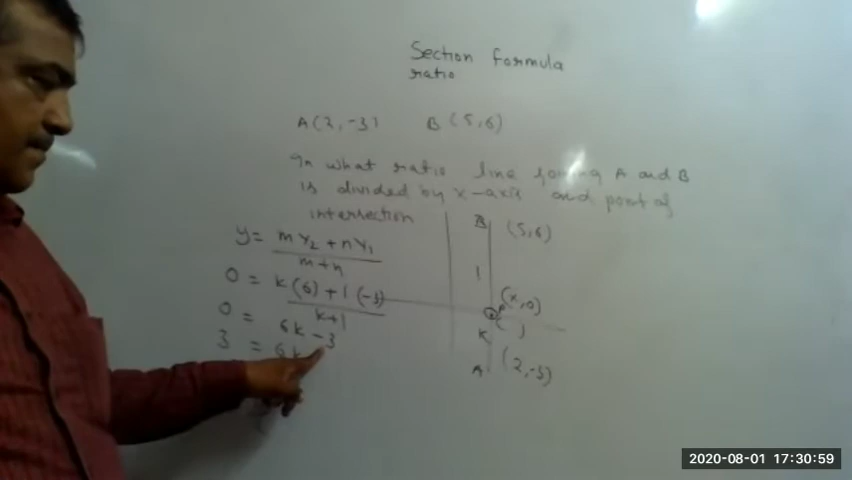 Section Formula
ratio
A(2,-3) B(5,6)
In what ratio line joining A and B
is divided by x-axis and point of
intersection
y = mY₂ + nY₁
m+n
0 = k(6)+1(-3)
k+1
0 = 6k-3
3 = 6k
B (5,6)
1
(x,0)
( )
K
A (2,-3)
2020-08-01 17:30:59